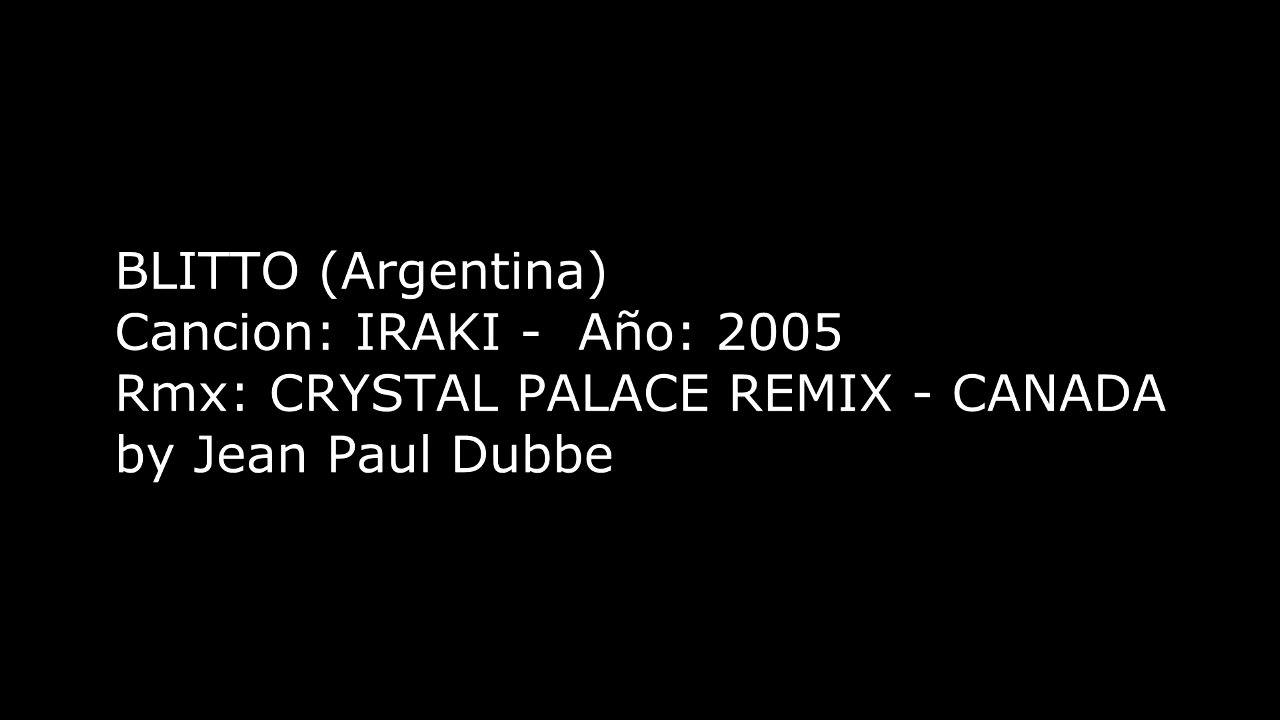 BLITTO (Argentina)
Cancion: IRAKI -  Año: 2005
Rmx: CRYSTAL PALACE REMIX - CANADA
by Jean Paul Dubbe